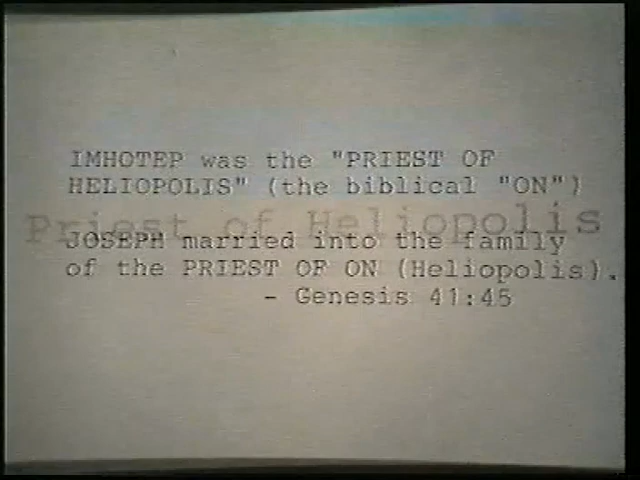 IMHOTEP was the "PRIEST OF
HELIOPOLIS" (the biblical "ON")
Priest of Heliopolis
JOSEPH married into the family
of the PRIEST OF ON (Heliopolis).
- Genesis 41:45